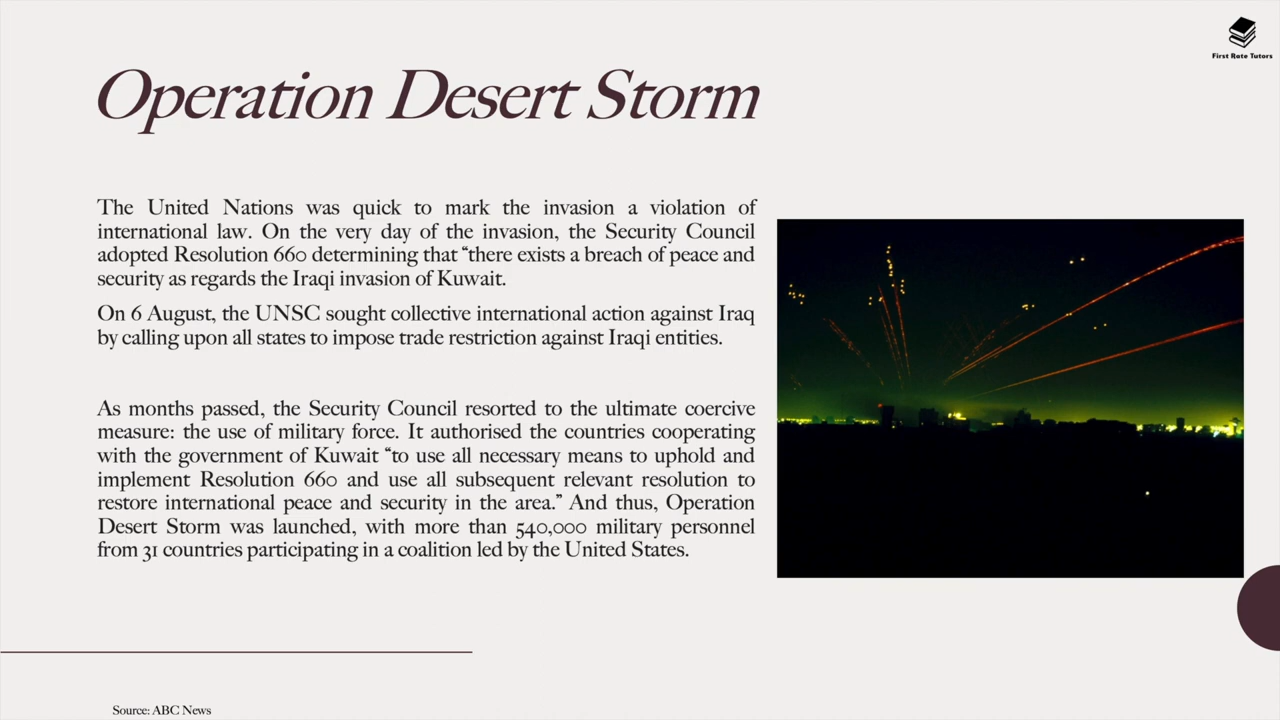 First Rate Tutors
Operation Desert Storm
The United Nations was quick to mark the invasion a violation of
international law. On the very day of the invasion, the Security Council
adopted Resolution 660 determining that “there exists a breach of peace and
security as regards the Iraqi invasion of Kuwait.
On 6 August, the UNSC sought collective international action against Iraq
by calling upon all states to impose trade restriction against Iraqi entities.
As months passed, the Security Council resorted to the ultimate coercive
measure: the use of military force. It authorised the countries cooperating
with the government of Kuwait “to use all necessary means to uphold and
implement Resolution 660 and use all subsequent relevant resolution to
restore international peace and security in the area.” And thus, Operation
Desert Storm was launched, with more than 540,000 military personnel
from 31 countries participating in a coalition led by the United States.
Source: ABC News